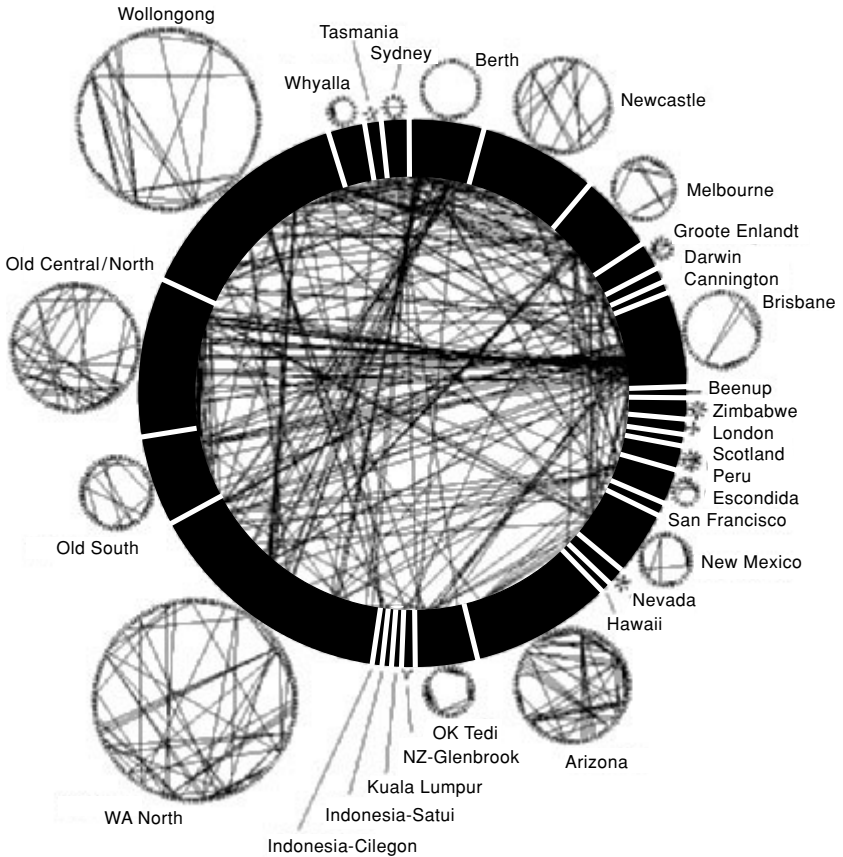 Wollongong
Tasmania
Sydney
Berth
Whyalla
Newcastle
Melbourne
Groote Enlandt
Darwin
Cannington
Old Central/North
Brisbane
Beenup
Zimbabwe
London
Scotland
Peru
Escondida
San Francisco
Old South
New Mexico
Nevada
Hawaii
OK Tedi
NZ-Glenbrook
Arizona
Kuala Lumpur
WA North
Indonesia-Satui
Indonesia-Cilegon